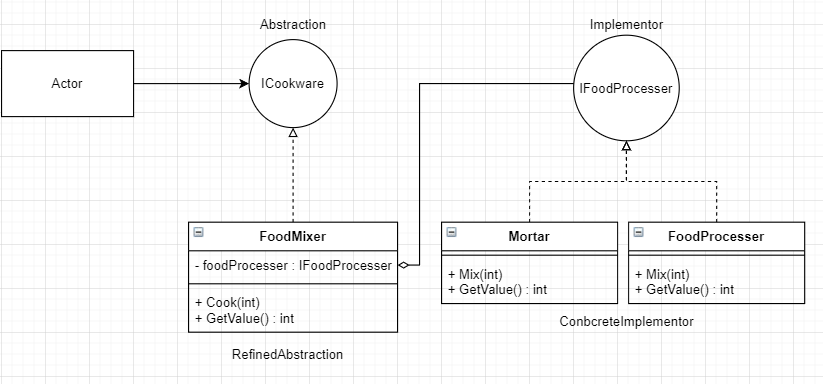 Abstraction
Implementor
Actor
ICookware
IFoodProcesser
FoodMixer
- foodProcesser : IFoodProcesser
+ Cook(int)
+ GetValue() : int
RefinedAbstraction
Mortar
+ Mix(int)
+ GetValue() : int
FoodProcesser
+ Mix(int)
+ GetValue() : int
ConbcreteImplementor